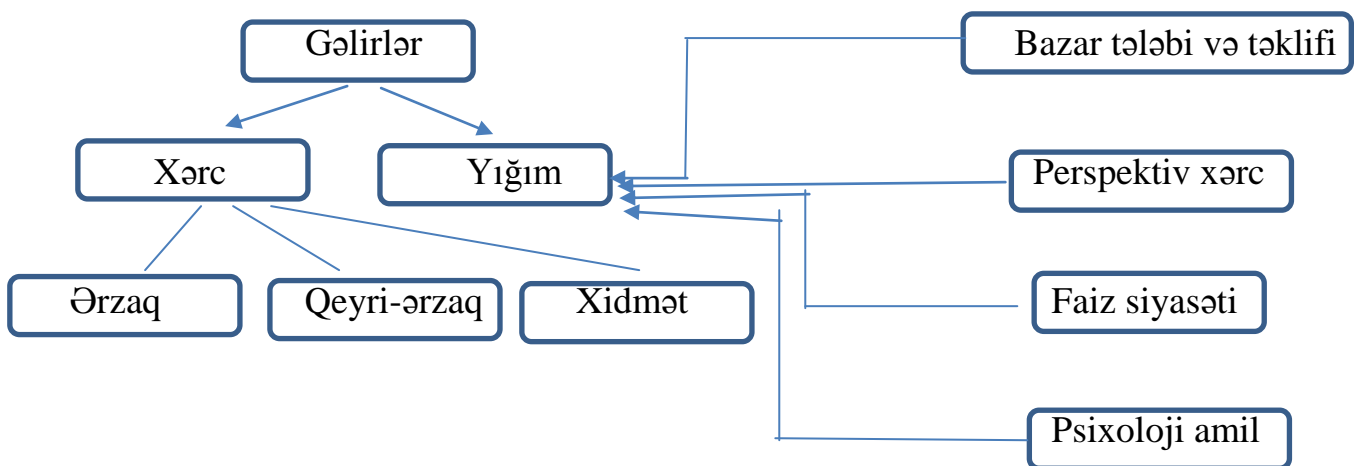 Gəlirlər
Bazar tələbi və təklifi
Xərc
Yığım
Perspektiv xərc
Ərzaq
Qeyri-ərzaq
Xidmət
Faiz siyasəti
Psixoloji amil